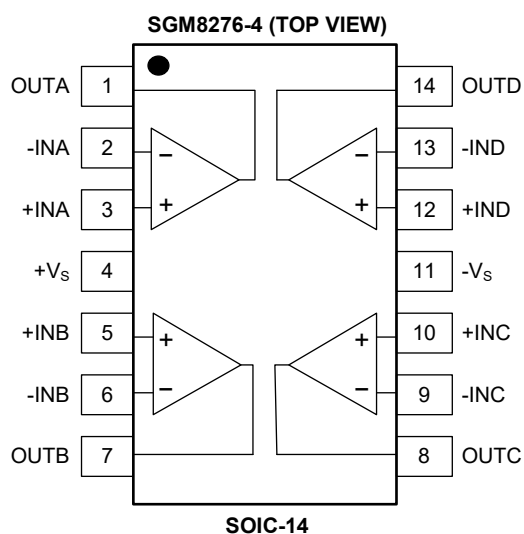 SGM8276-4 (TOP VIEW)
OUTA 1 14 OUTD
-INA 2 − − 13 -IND
+INA 3 + + 12 +IND
+VS 4 11 -VS
+INB 5 + + 10 +INC
-INB 6 − − 9 -INC
OUTB 7 8 OUTC
SOIC-14